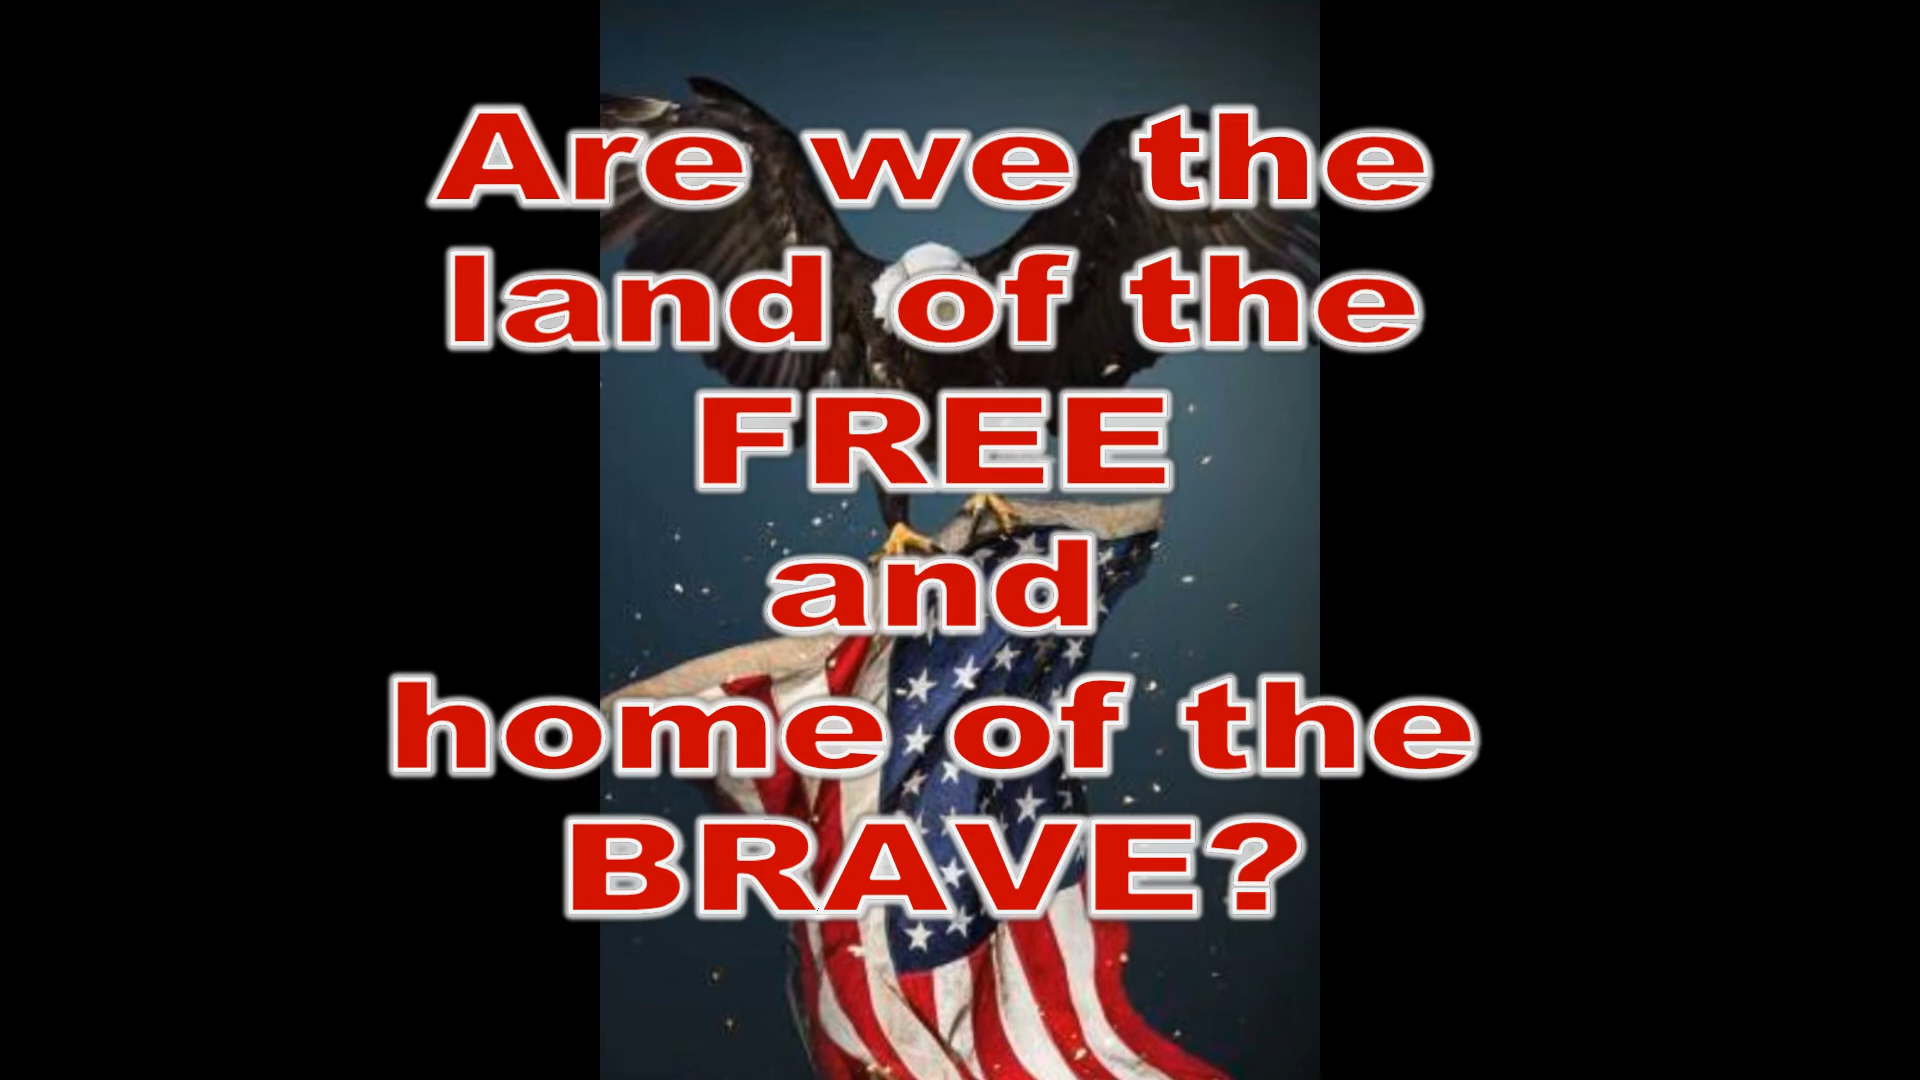 Are we the
land of the
FREE
and
home of the
BRAVE?